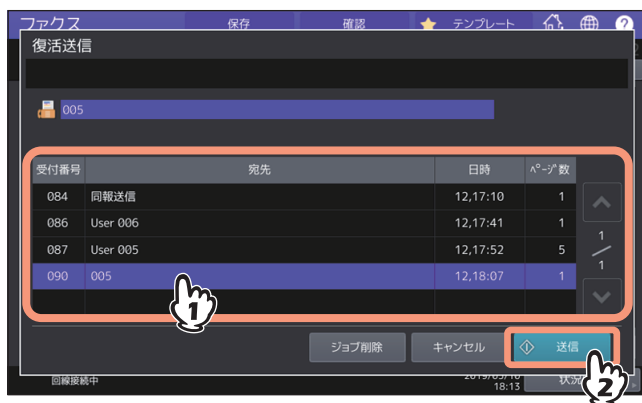 ファクス 保存 確認 テンプレート ?
復活送信
005
受付番号 宛先 日時 ページ数
084 同報送信 12,17:10 1
086 User 006 12,17:41 1
087 User 005 12,17:52 5
090 005 12,18:07 1
1
1
1
ジョブ削除 キャンセル 送信
2
回線接続中
18:13